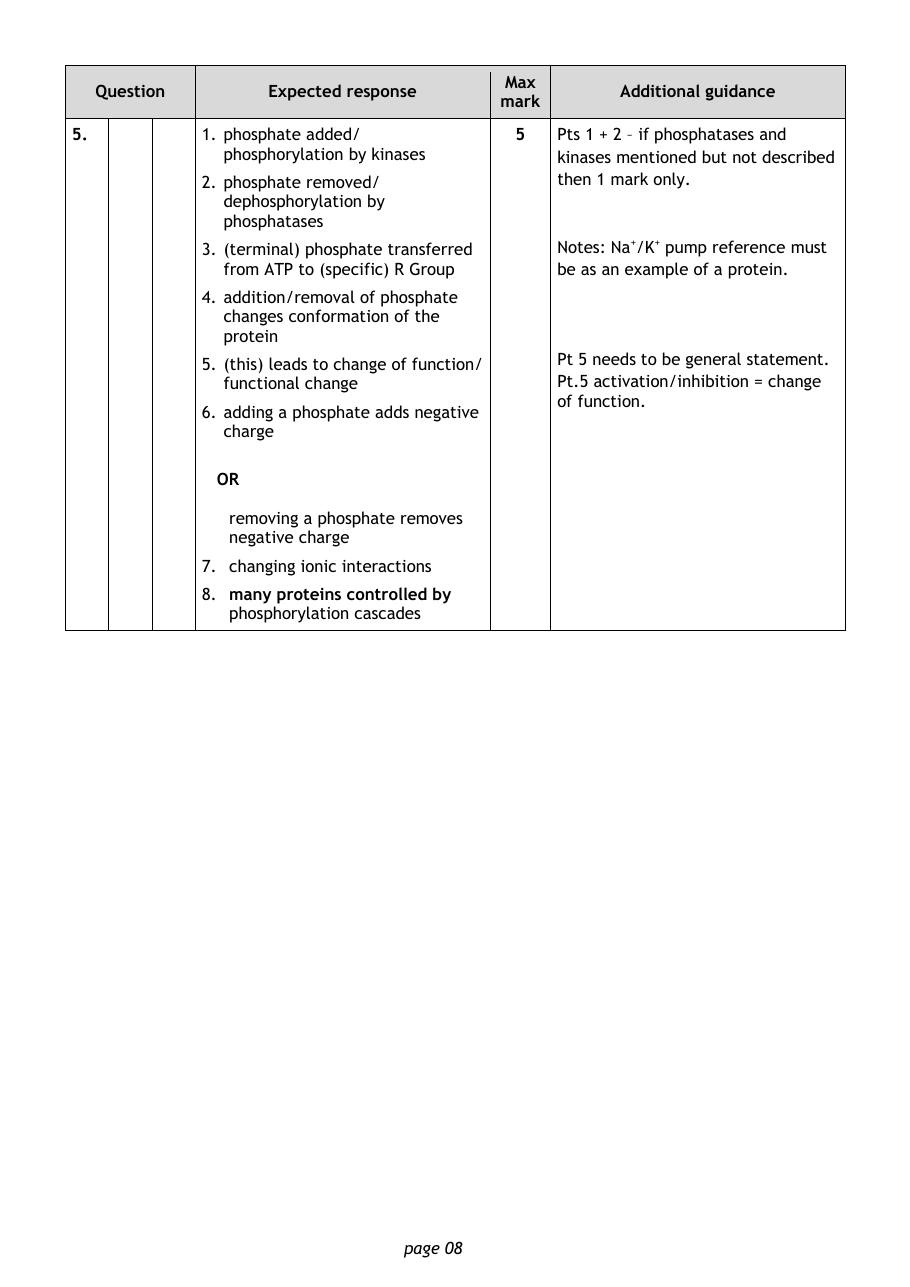 Question
Expected response
Max
mark
Additional guidance
5.
1. phosphate added/
phosphorylation by kinases
2. phosphate removed/
dephosphorylation by
phosphatases
3. (terminal) phosphate transferred
from ATP to (specific) R Group
4. addition/removal of phosphate
changes conformation of the
protein
5. (this) leads to change of function/
functional change
6. adding a phosphate adds negative
charge
OR
removing a phosphate removes
negative charge
7. changing ionic interactions
8. many proteins controlled by
phosphorylation cascades
5
Pts 1 + 2 – if phosphatases and
kinases mentioned but not described
then 1 mark only.
Notes: Na⁺/K⁺ pump reference must
be as an example of a protein.
Pt 5 needs to be general statement.
Pt.5 activation/inhibition = change
of function.
page 08